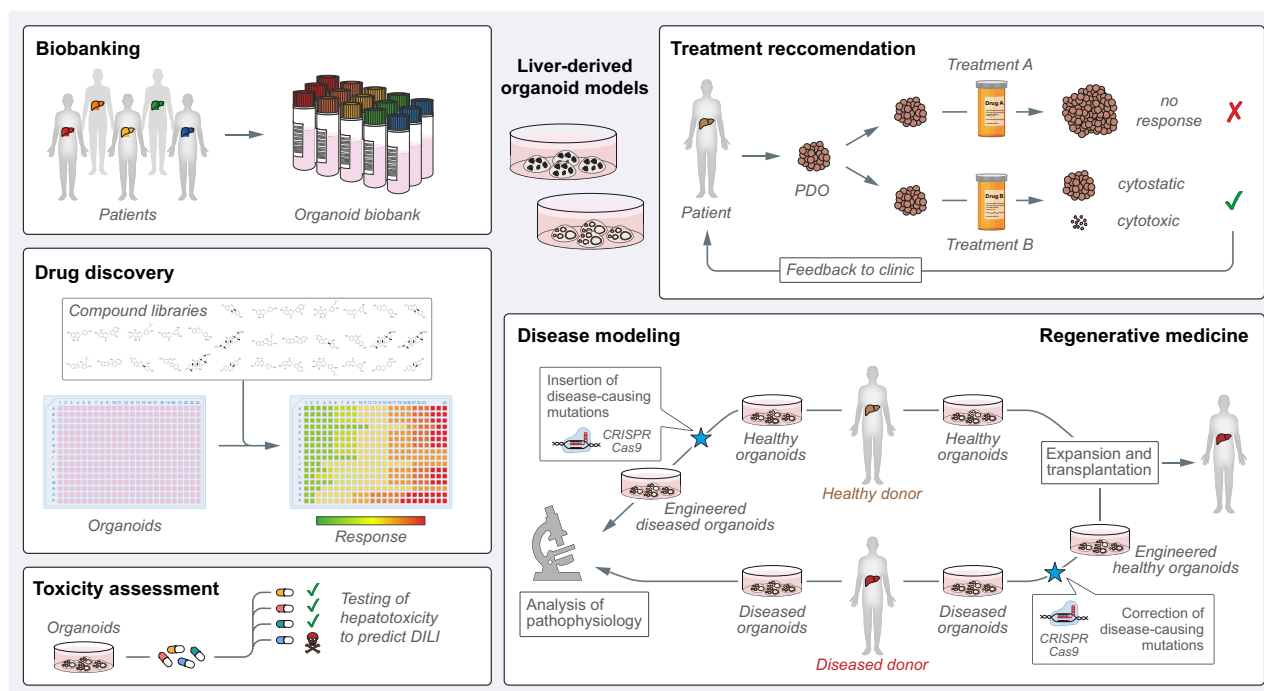 Biobanking
Patients
Organoid biobank
Liver-derived
organoid models
Treatment reccomendation
Treatment A
Drug A
no
response
PDO
Patient
Drug B
cytostatic
cytotoxic
Treatment B
Feedback to clinic
Drug discovery
Compound libraries
Organoids
Response
Toxicity assessment
Organoids
Testing of
hepatotoxicity
to predict DILI
Disease modeling
Regenerative medicine
Insertion of
disease-causing
mutations
CRISPR
Cas9
Healthy
organoids
Healthy donor
Healthy
organoids
Expansion and
transplantation
Engineered
diseased organoids
Engineered
healthy organoids
Analysis of
pathophysiology
Diseased
organoids
Diseased donor
Diseased
organoids
CRISPR
Cas9
Correction of
disease-causing
mutations